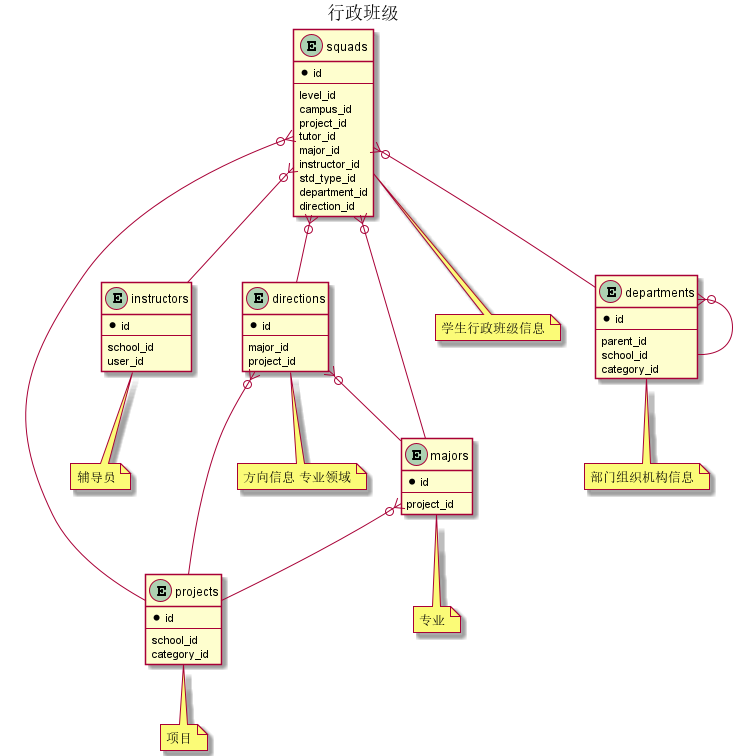 行政班级
E squads
id
level_id
campus_id
project_id
tutor_id
major_id
instructor_id
std_type_id
department_id
direction_id
E instructors
id
school_id
user_id
E directions
id
major_id
project_id
学生行政班级信息
E departments
id
parent_id
school_id
category_id
辅导员
方向信息 专业领域
E majors
id
project_id
部门组织机构信息
E projects
id
school_id
category_id
专业
项目